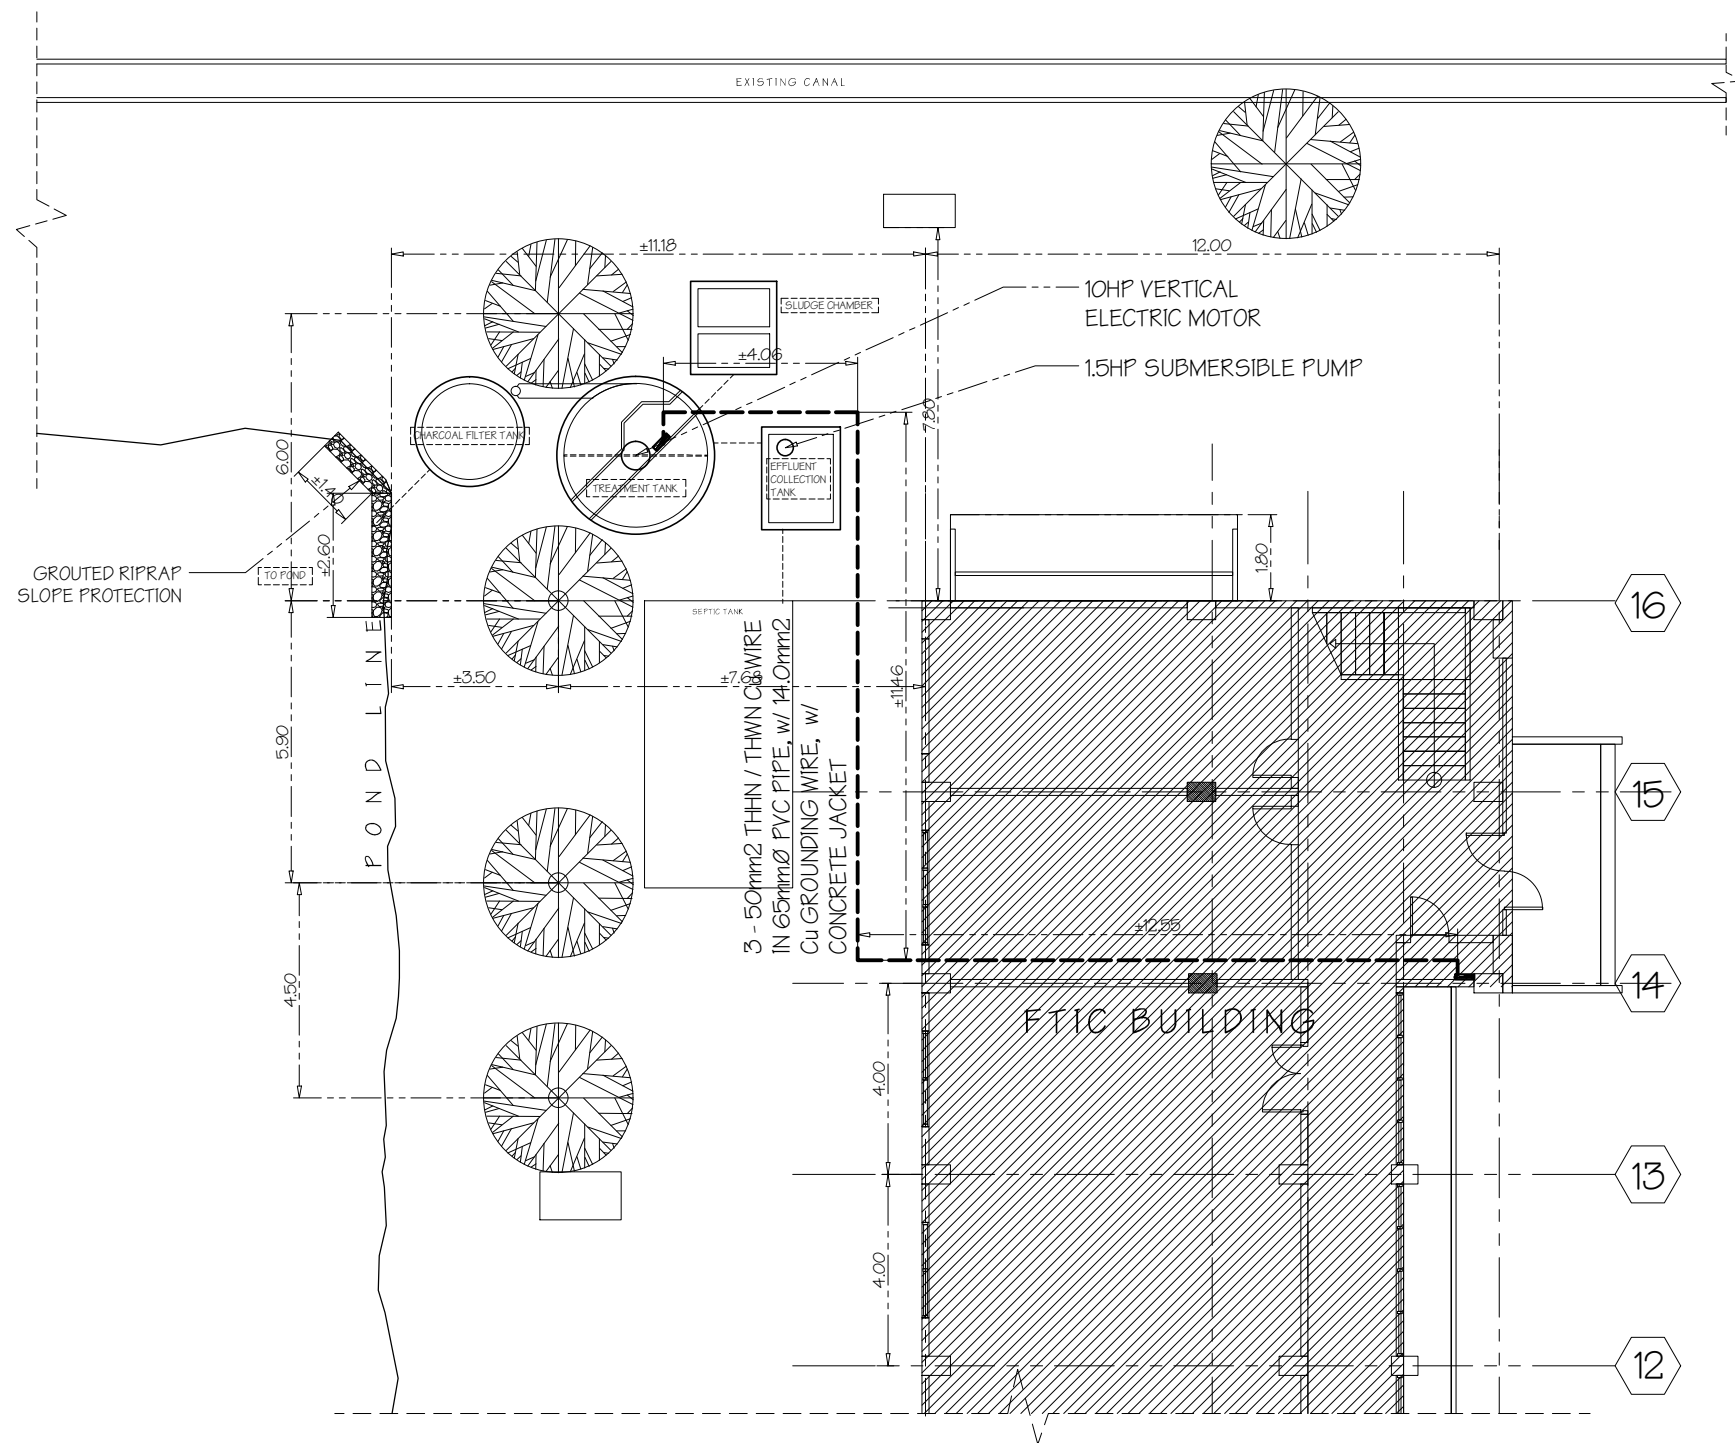 EXISTING CANAL
±11.18
12.00
10HP VERTICAL
ELECTRIC MOTOR
SLUDGE CHAMBER
±4.06
1.5HP SUBMERSIBLE PUMP
7.80
CHARCOAL FILTER TANK
6.00
EFFLUENT
COLLECTION
TANK
TREATMENT TANK
±1.40
±2.60
1.80
GROUTED RIPRAP
SLOPE PROTECTION
TO POND
SEPTIC TANK
16
±3.50
±7.68
±11.46
5.90
POND LINE
3 - 50mm2 THHN / THWN Cu WIRE
IN 65mmØ PVC PIPE, w/ 14.0mm2
Cu GROUNDING WIRE, w/
CONCRETE JACKET
15
±12.55
4.50
14
FTIC BUILDING
4.00
13
4.00
12